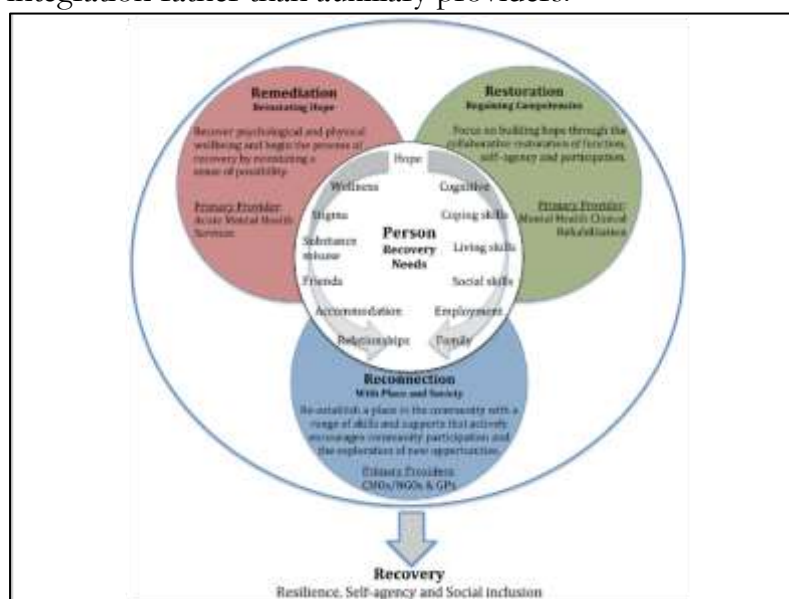 integration rather than auxiliary providers.
Remediation
Reinstating Hope
Recover psychological and physical
wellbeing and begin the process of
recovery by reinstating a
sense of possibility.
Primary Provider:
Acute Mental Health
Services
Restoration
Regaining Competencies
Focus on building hope through the
collaborative restoration of function,
self-agency and participation.
Primary Provider:
Mental Health Clinical
Rehabilitation
Hope
Wellness
Cognitive
Stigma
Coping skills
Person
Recovery
Needs
Substance
misuse
Living skills
Friends
Social skills
Accommodation
Employment
Relationships
Family
Reconnection
With Place and Society
Re-establish a place in the community with a
range of skills and supports that actively
encourages community participation and
the exploration of new opportunities.
Primary Providers
CMOs/NGOs & GPs
Recovery
Resilience, Self-agency and Social inclusion